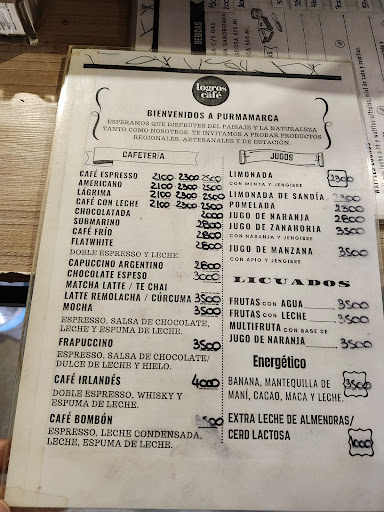 BEBIDAS
logros
café
BIENVENIDOS A PURMAMARCA
ESPERAMOS QUE DISFRUTES DEL PAISAJE Y LA NATURALEZA
TANTO COMO NOSOTROS. TE INVITAMOS A PROBAR PRODUCTOS
REGIONALES, ARTESANALES Y DE ESTACIÓN.
CAFETERIA
CAFÉ ESPRESO 2100 2300 2500
AMERICANO 2100 2300 2500
LÁGRIMA 2100 2300 2500
CAFÉ CON LECHE 2100 2300 2500
CHOCOLATADA 2000
SUBMARINO 2800
CAFÉ FRÍO 2800
FLATWHITE 2800
DOBLE ESPRESSO Y LECHE.
CAPUCCINO ARGENTINO 2800
CHOCOLATE ESPESO 3000
MATCHA LATTE / TE CHAI
LATTE REMOLACHA / CÚRCUMA 3500
MOCHA 3500
ESPRESSO, SALSA DE CHOCOLATE,
LECHE Y ESPUMA DE LECHE.
FRAPUCCINO 3500
ESPRESSO, SALSA DE CHOCOLATE/
DULCE DE LECHE Y HIELO.
CAFÉ IRLANDÉS 4000
DOBLE ESPRESSO, WHISKY Y
ESPUMA DE LECHE.
CAFÉ BOMBÓN
ESPRESSO, LECHE CONDENSADA,
LECHE, ESPUMA DE LECHE.
JUGOS
LIMONADA 2300
CON MENTA Y JENGIBRE
LIMONADA DE SANDÍA 2500
POMELADA 2300
JUGO DE NARANJA 2800
JUGO DE ZANAHORIA 3500
CON NARANJA Y JENGIBRE
JUGO DE MANZANA 3500
CON APIO Y JENGIBRE
LICUADOS
FRUTAS CON AGUA 3500
FRUTAS CON LECHE 3500
MULTIFRUTA CON BASE DE
JUGO DE NARANJA 3500
Energético
BANANA, MANTEQUILLA DE
MANÍ, CACAO, MACA Y LECHE. 3500
EXTRA LECHE DE ALMENDRAS/
CERO LACTOSA 1000